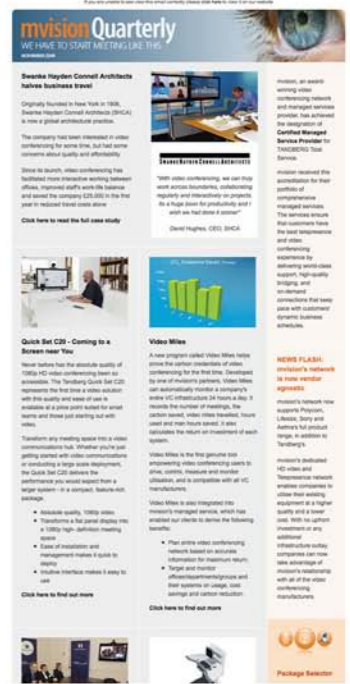 If you are unable to see view this email correctly please click here to view it on our website
mvision Quarterly
WE HAVE TO START MEETING LIKE THIS
Swanke Hayden Connell Architects
halves business travel
Originally founded in New York in 1906,
Swanke Hayden Connell Architects (SHCA)
is now a global architectural practice.
The company had been interested in video
conferencing for some time, but had some
concerns about quality and affordability.
Since its launch, video conferencing has
facilitated more interactive working between
offices, improved staff's work-life balance
and saved the company £25,000 in the first
year in reduced travel costs alone
Click here to read the full case study
SWANKE HAYDEN CONNELL ARCHITECTS
"With video conferencing, we can truly
work across boundaries, collaborating
regularly and interactively on projects.
Its a huge boon for productivity and I
wish we had done it sooner"
David Hughes, CEO, SHCA
mvision, an award-
winning video
conferencing network
and managed services
provider, has achieved
the designation of
Certified Managed
Service Provider for
TANDBERG Total
Service
mvision received this
accreditation for their
portfolio of
comprehensive
managed services.
The services ensure
that customers have
the best telepresence
and video
conferencing
experience by
delivering world-class
support, high-quality
bridging, and
on-demand
connections that keep
pace with customers'
dynamic business
schedules.
Quick Set C20 - Coming to a
Screen near You
Never before has the absolute quality of
1080p HD video conferencing been so
accessible. The Tandberg Quick Set C20
represents the first time a video solution
with this quality and ease of use is
available at a price point suited for small
teams and those just starting out with
video.
Transform any meeting space into a video
communications hub. Whether you're just
getting started with video communications
or conducting a large scale deployment,
the Quick Set C20 delivers the
performance you would expect from a
larger system - in a compact, feature-rich
package.
• Absolute quality, 1080p video
• Transforms a flat panel display into
a 1080p high- definition meeting
space
• Ease of installation and
management makes it quick to
deploy
• Intuitive interface makes it easy to
use
Click here to find out more
Video Miles
A new program called Video Miles helps
prove the carbon credentials of video
conferencing for the first time. Developed
by one of mvision's partners, Video Miles
can automatically monitor a company's
entire VC infrastructure 24 hours a day. It
records the number of meetings, the
carbon saved, video miles travelled, hours
used and man hours saved. It also
calculates the return on investment of each
system.
Video Miles is the first genuine tool
empowering video conferencing users to
drive, control, measure and monitor
utilisation, and is compatible with all VC
manufacturers.
Video Miles is also integrated into
mvision's managed service, which has
enabled our clients to derive the following
benefits:
• Plan entire video conferencing
network based on accurate
information for maximum return;
• Target and monitor
offices/departments/groups and
their systems on usage, cost
savings and carbon reduction.
Click here to find out more
NEWS FLASH:
mvision's network
is now vendor
agnostic
mvision's network now
supports Polycom,
Lifesize, Sony and
Aethra's full product
range, in addition to
Tandberg's.
mvision's dedicated
HD video and
Telepresence network
enables companies to
utilise their existing
equipment at a higher
quality and a lower
cost. With no upfront
investment or any
additional
infrastructure outlay
companies can now
take advantage of
mvision's relationship
with all of the video
conferencing
manufacturers.
Package Selector